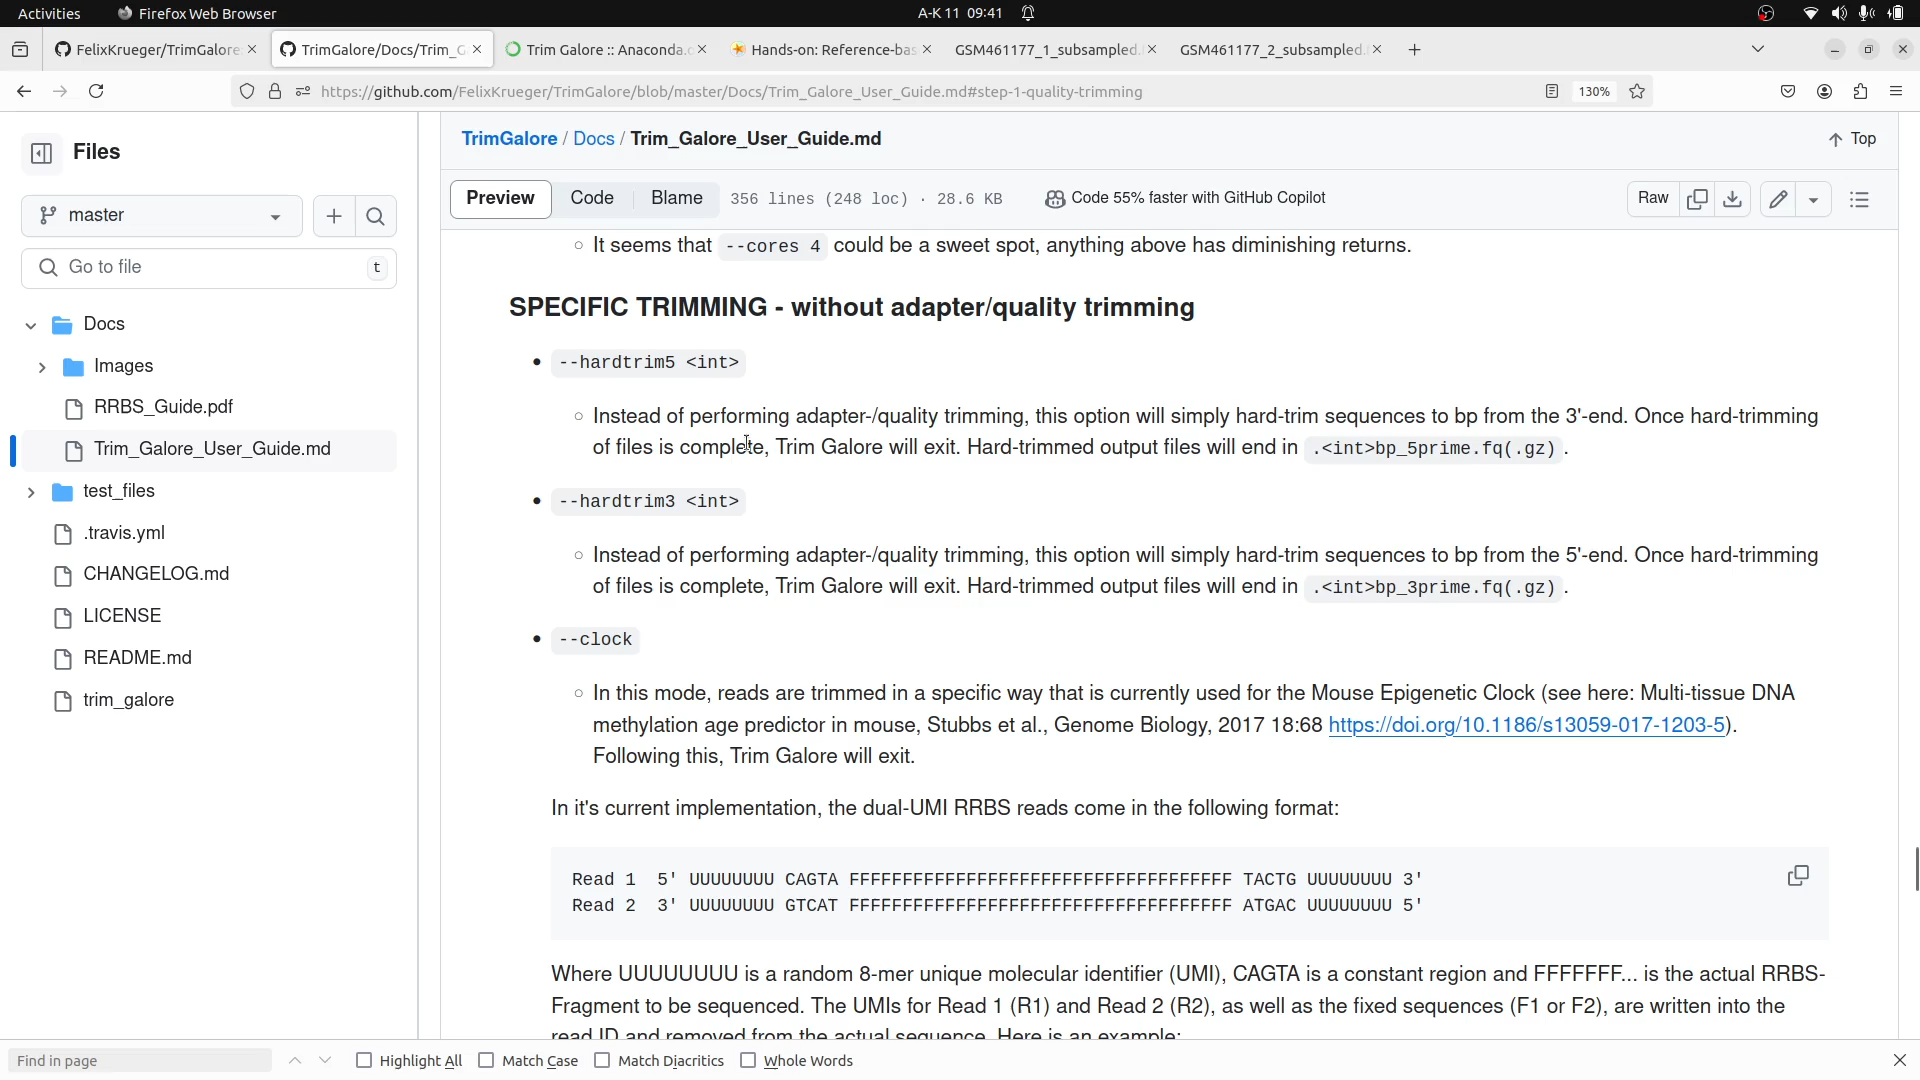 Activities Firefox Web Browser A-K 11 09:41
FelixKrueger/TrimGalore: TrimGalore/Docs/Trim_G Trim Galore :: Anaconda.o Hands-on: Reference-bas GSM461177_1_subsampled. GSM461177_2_subsampled.
https://github.com/FelixKrueger/TrimGalore/blob/master/Docs/Trim_Galore_User_Guide.md#step-1-quality-trimming 130%
Files
master
Go to file t
Docs
Images
RRBS_Guide.pdf
Trim_Galore_User_Guide.md
test_files
.travis.yml
CHANGELOG.md
LICENSE
README.md
trim_galore
TrimGalore / Docs / Trim_Galore_User_Guide.md Top
Preview Code Blame 356 lines (248 loc) · 28.6 KB Code 55% faster with GitHub Copilot Raw
It seems that --cores 4 could be a sweet spot, anything above has diminishing returns.
SPECIFIC TRIMMING - without adapter/quality trimming
--hardtrim5 <int>
Instead of performing adapter-/quality trimming, this option will simply hard-trim sequences to bp from the 3'-end. Once hard-trimming
of files is complete, Trim Galore will exit. Hard-trimmed output files will end in .<int>bp_5prime.fq(.gz).
--hardtrim3 <int>
Instead of performing adapter-/quality trimming, this option will simply hard-trim sequences to bp from the 5'-end. Once hard-trimming
of files is complete, Trim Galore will exit. Hard-trimmed output files will end in .<int>bp_3prime.fq(.gz).
--clock
In this mode, reads are trimmed in a specific way that is currently used for the Mouse Epigenetic Clock (see here: Multi-tissue DNA
methylation age predictor in mouse, Stubbs et al., Genome Biology, 2017 18:68 https://doi.org/10.1186/s13059-017-1203-5).
Following this, Trim Galore will exit.
In it's current implementation, the dual-UMI RRBS reads come in the following format:
Read 1 5' UUUUUUUU CAGTA FFFFFFFFFFFFFFFFFFFFFFFFFFFFFFFFFFFF TACTG UUUUUUUU 3'
Read 2 3' UUUUUUUU GTCAT FFFFFFFFFFFFFFFFFFFFFFFFFFFFFFFFFFFF ATGAC UUUUUUUU 5'
Where UUUUUUUU is a random 8-mer unique molecular identifier (UMI), CAGTA is a constant region and FFFFFFF... is the actual RRBS-
Fragment to be sequenced. The UMIs for Read 1 (R1) and Read 2 (R2), as well as the fixed sequences (F1 or F2), are written into the
read ID and removed from the actual sequence. Here is an example:
Find in page Highlight All Match Case Match Diacritics Whole Words